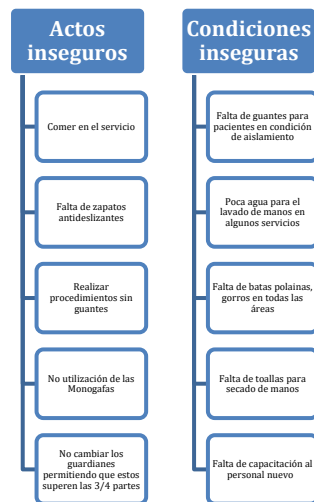 Actos
inseguros
Comer en el servicio
Falta de zapatos
antideslizantes
Realizar
procedimientos sin
guantes
No utilización de las
Monogafas
No cambiar los
guardianes
permitiendo que estos
superen las 3/4 partes
Condiciones
inseguras
Falta de guantes para
pacientes en condición
de aislamiento
Poca agua para el
lavado de manos en
algunos servicios
Falta de batas polainas,
gorros en todas las
áreas
Falta de toallas para
secado de manos
Falta de capacitación al
personal nuevo